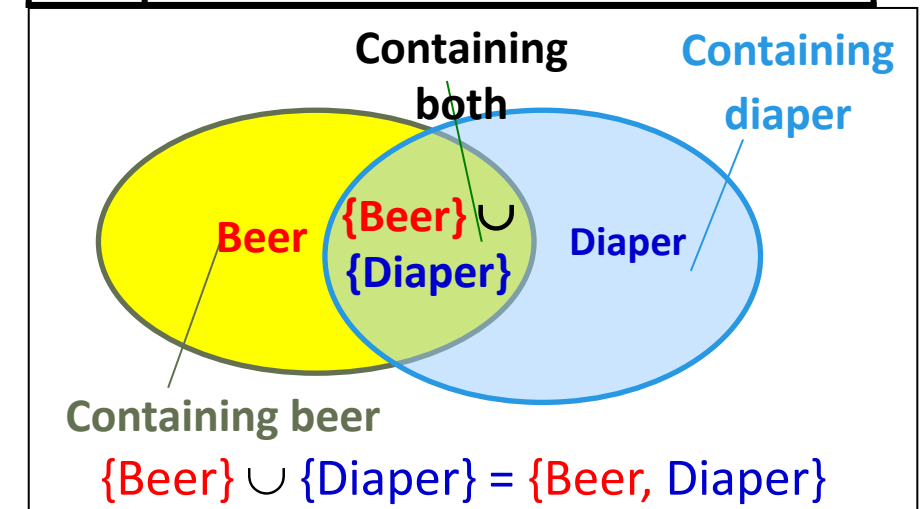 Containing
both
Containing
diaper
Beer
{Beer} ∪
{Diaper}
Diaper
Containing beer
{Beer} ∪ {Diaper} = {Beer, Diaper}